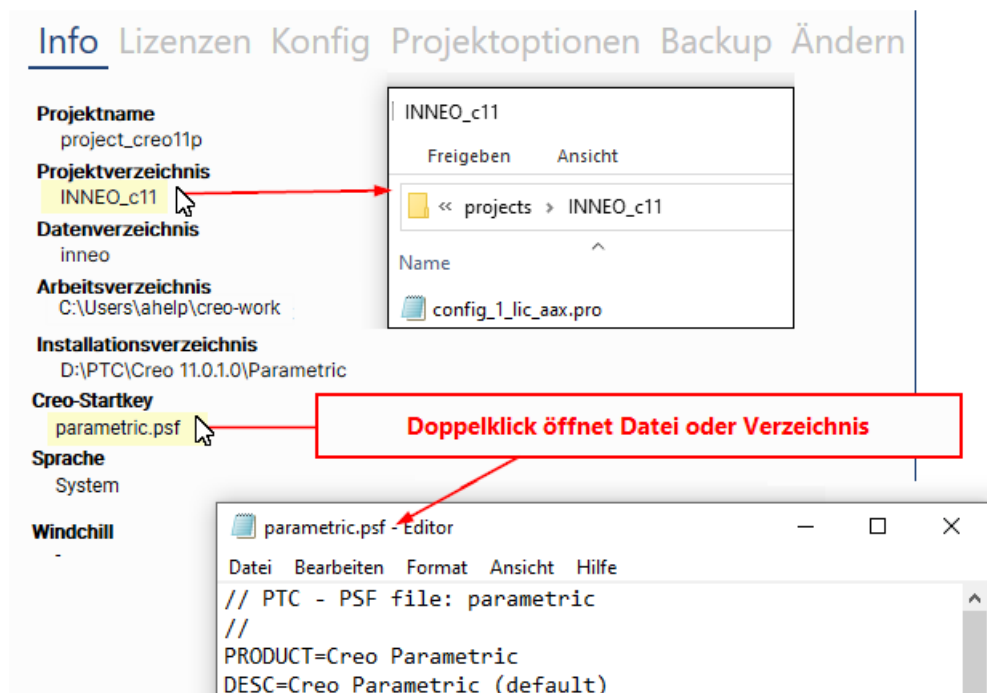 Info Lizenzen Konfig Projektoptionen Backup Ändern
Projektname
project_creo11p
Projektverzeichnis
INNEO_c11
Datenverzeichnis
inneo
Arbeitsverzeichnis
C:\Users\ahelp\creo-work
Installationsverzeichnis
D:\PTC\Creo 11.0.1.0\Parametric
Creo-Startkey
parametric.psf
Sprache
System
Windchill
-
INNEO_c11
Freigeben Ansicht
« projects > INNEO_c11
Name
config_1_lic_aax.pro
Doppelklick öffnet Datei oder Verzeichnis
parametric.psf - Editor
Datei Bearbeiten Format Ansicht Hilfe
// PTC - PSF file: parametric
//
PRODUCT=Creo Parametric
DESC=Creo Parametric (default)